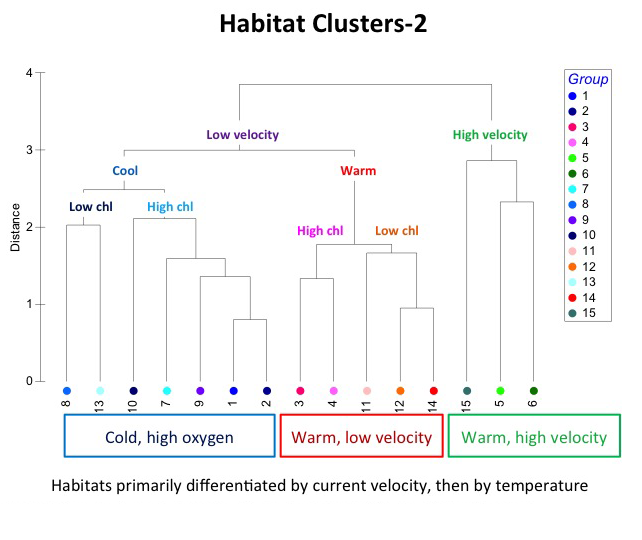 Habitat Clusters-2
4
3
2
1
0
Distance
Low velocity
High velocity
Cool
Warm
Low chl
High chl
High chl
Low chl
Group
1
2
3
4
5
6
7
8
9
10
11
12
13
14
15
8 13 10 7 9 1 2 3 4 11 12 14 15 5 6
Cold, high oxygen
Warm, low velocity
Warm, high velocity
Habitats primarily differentiated by current velocity, then by temperature